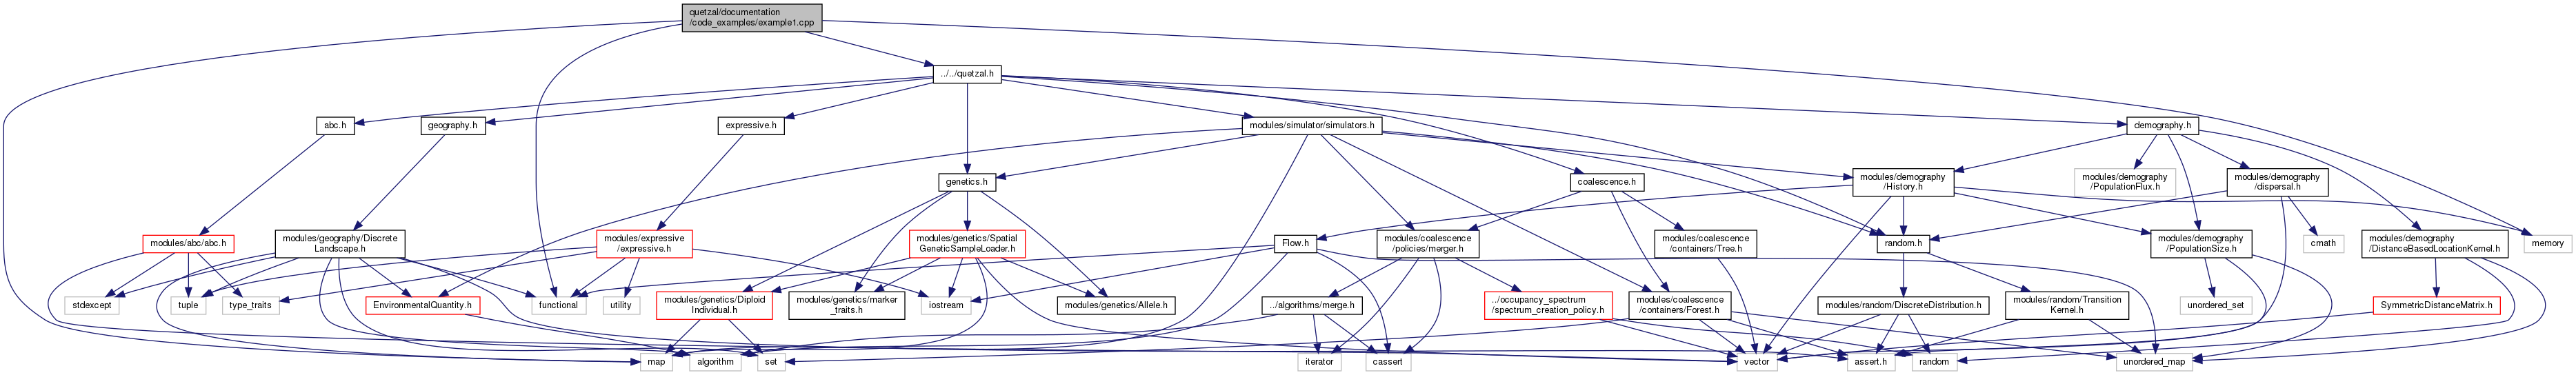 quetzal/documentation
/code_examples/example1.cpp
../../quetzal.h
abc.h
geography.h
expressive.h
modules/simulator/simulators.h
demography.h
genetics.h
coalescence.h
modules/demography
/History.h
modules/demography
/PopulationFlux.h
modules/demography
/dispersal.h
modules/abc/abc.h
modules/geography/Discrete
Landscape.h
modules/expressive
/expressive.h
modules/genetics/Spatial
GeneticSampleLoader.h
Flow.h
modules/coalescence
/policies/merger.h
modules/coalescence
/containers/Tree.h
random.h
modules/demography
/PopulationSize.h
cmath
modules/demography
/DistanceBasedLocationKernel.h
memory
stdexcept
tuple
type_traits
EnvironmentalQuantity.h
functional
utility
modules/genetics/Diploid
Individual.h
modules/genetics/marker
_traits.h
iostream
modules/genetics/Allele.h
../algorithms/merge.h
../occupancy_spectrum
/spectrum_creation_policy.h
modules/coalescence
/containers/Forest.h
modules/random/DiscreteDistribution.h
modules/random/Transition
Kernel.h
unordered_set
SymmetricDistanceMatrix.h
map
algorithm
set
iterator
cassert
vector
assert.h
random
unordered_map